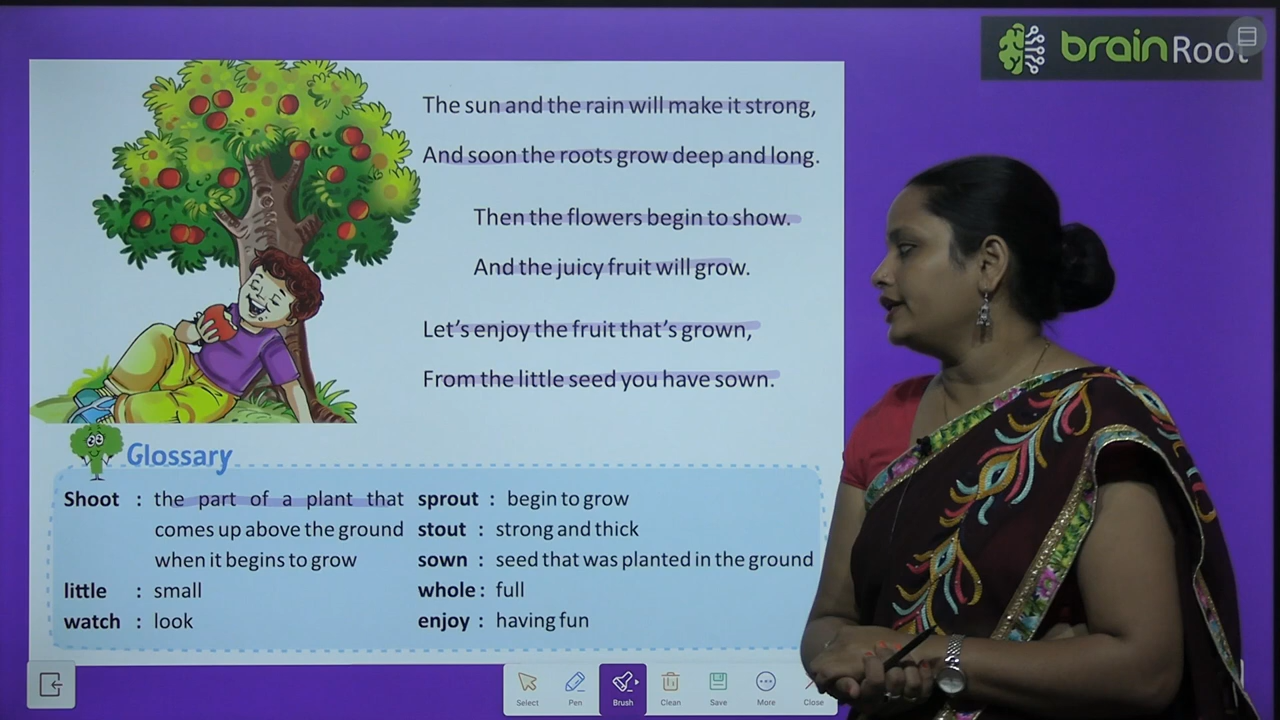 brainRoot
The sun and the rain will make it strong,
And soon the roots grow deep and long.
Then the flowers begin to show.
And the juicy fruit will grow.
Let's enjoy the fruit that's grown,
From the little seed you have sown.
Glossary
Shoot : the part of a plant that
comes up above the ground
when it begins to grow
little : small
watch : look
sprout : begin to grow
stout : strong and thick
sown : seed that was planted in the ground
whole : full
enjoy : having fun
Select Pen Brush Clean Save More Close